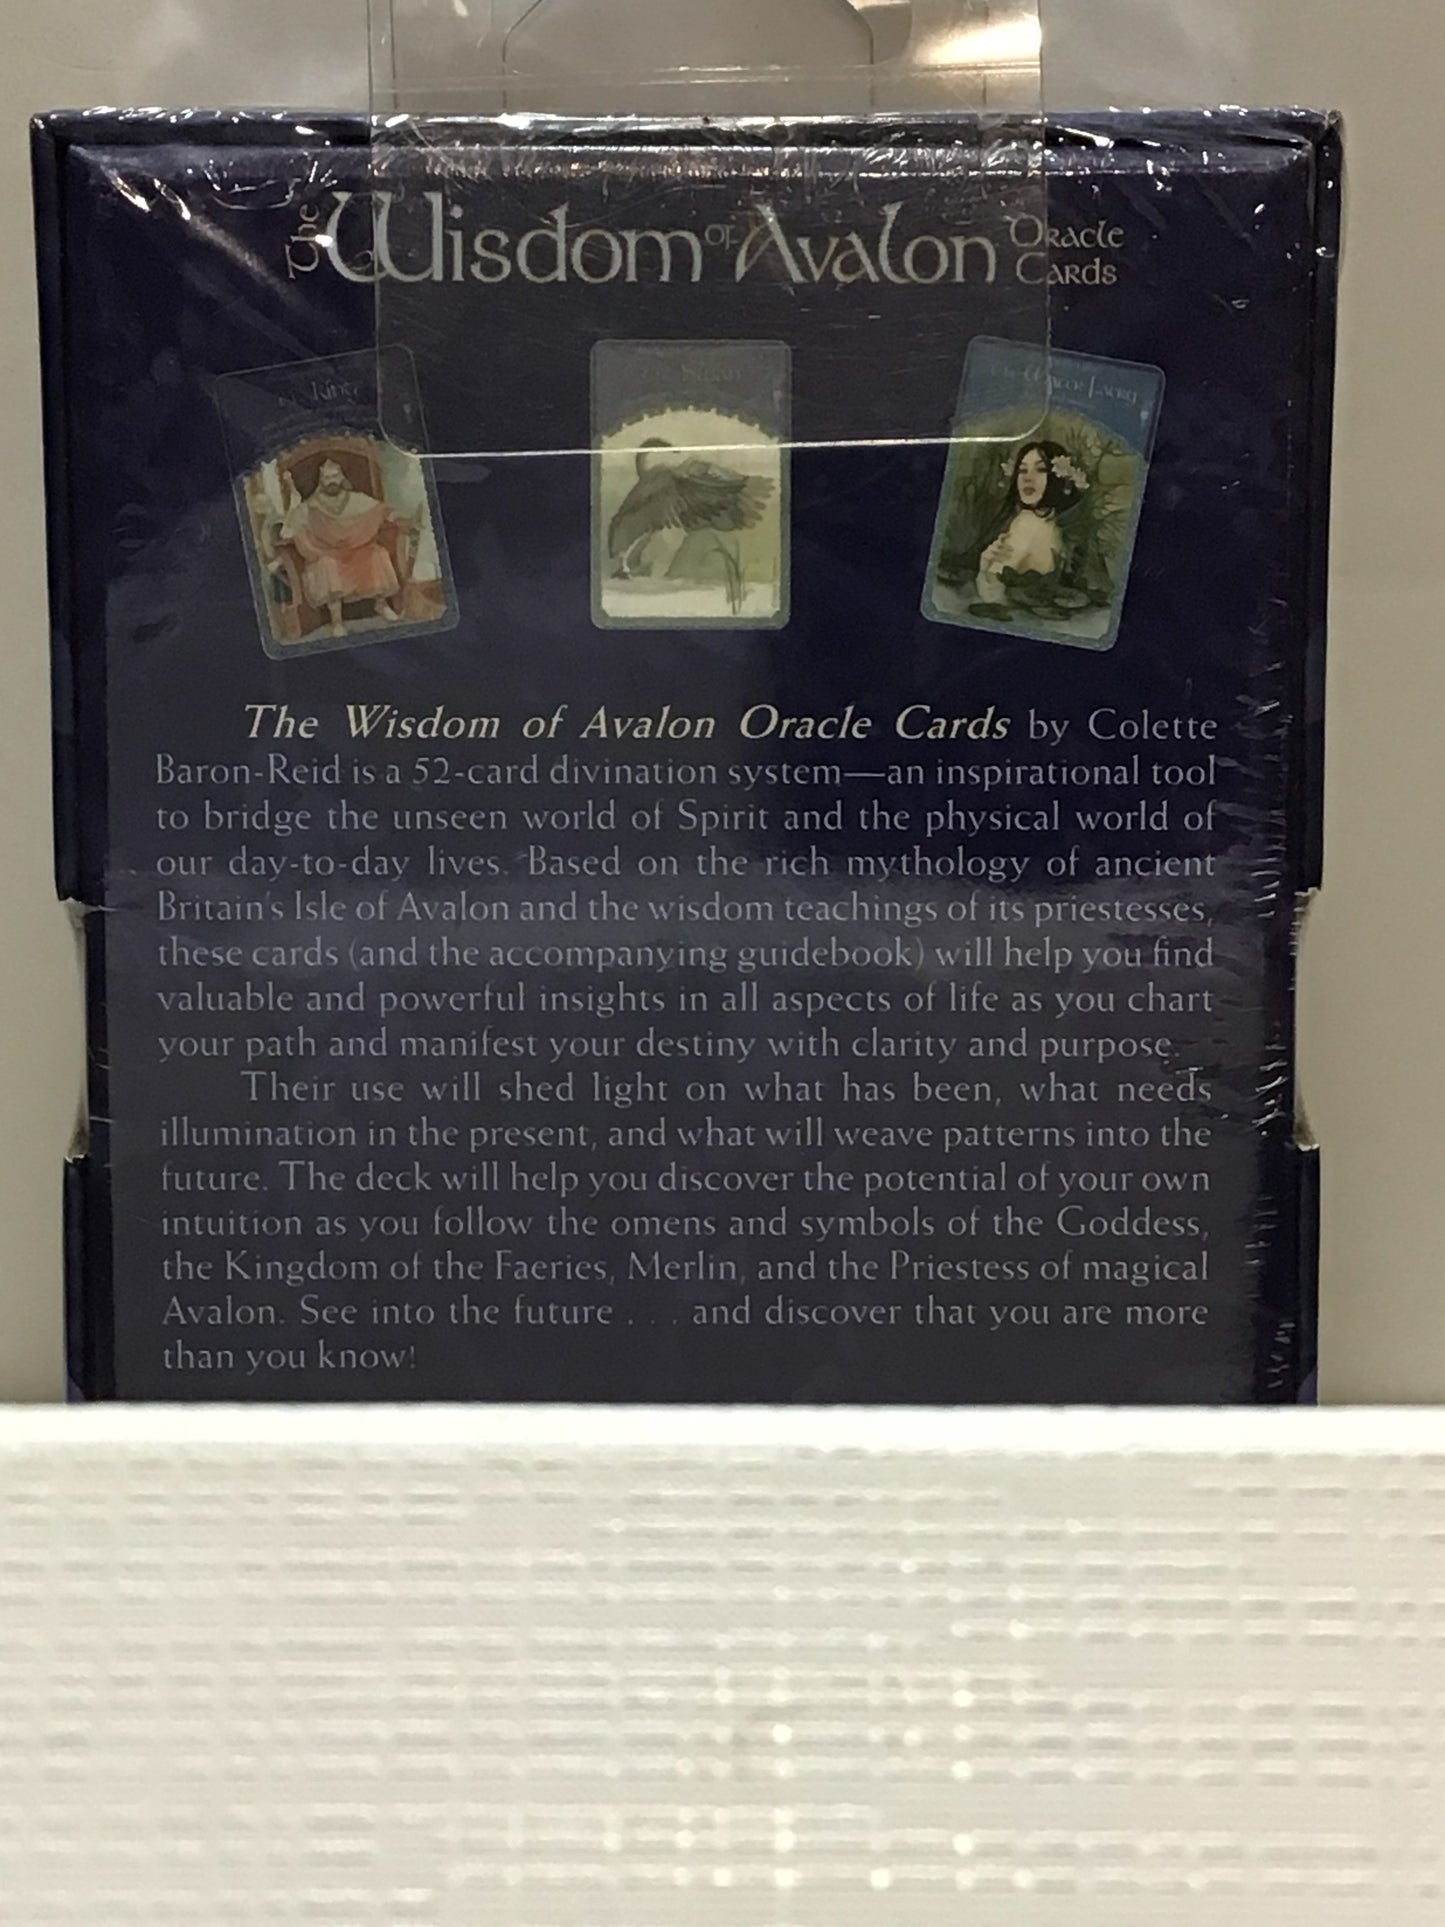 The Wisdom of Avalon Oracle Cards
The King
The Swan
The Water Faery
The Wisdom of Avalon Oracle Cards by Colette
Baron-Reid is a 52-card divination system—an inspirational tool
to bridge the unseen world of Spirit and the physical world of
our day-to-day lives. Based on the rich mythology of ancient
Britain's Isle of Avalon and the wisdom teachings of its priestesses,
these cards (and the accompanying guidebook) will help you find
valuable and powerful insights in all aspects of life as you chart
your path and manifest your destiny with clarity and purpose.
Their use will shed light on what has been, what needs
illumination in the present, and what will weave patterns into the
future. The deck will help you discover the potential of your own
intuition as you follow the omens and symbols of the Goddess,
the Kingdom of the Faeries, Merlin, and the Priestess of magical
Avalon. See into the future . . . and discover that you are more
than you know!